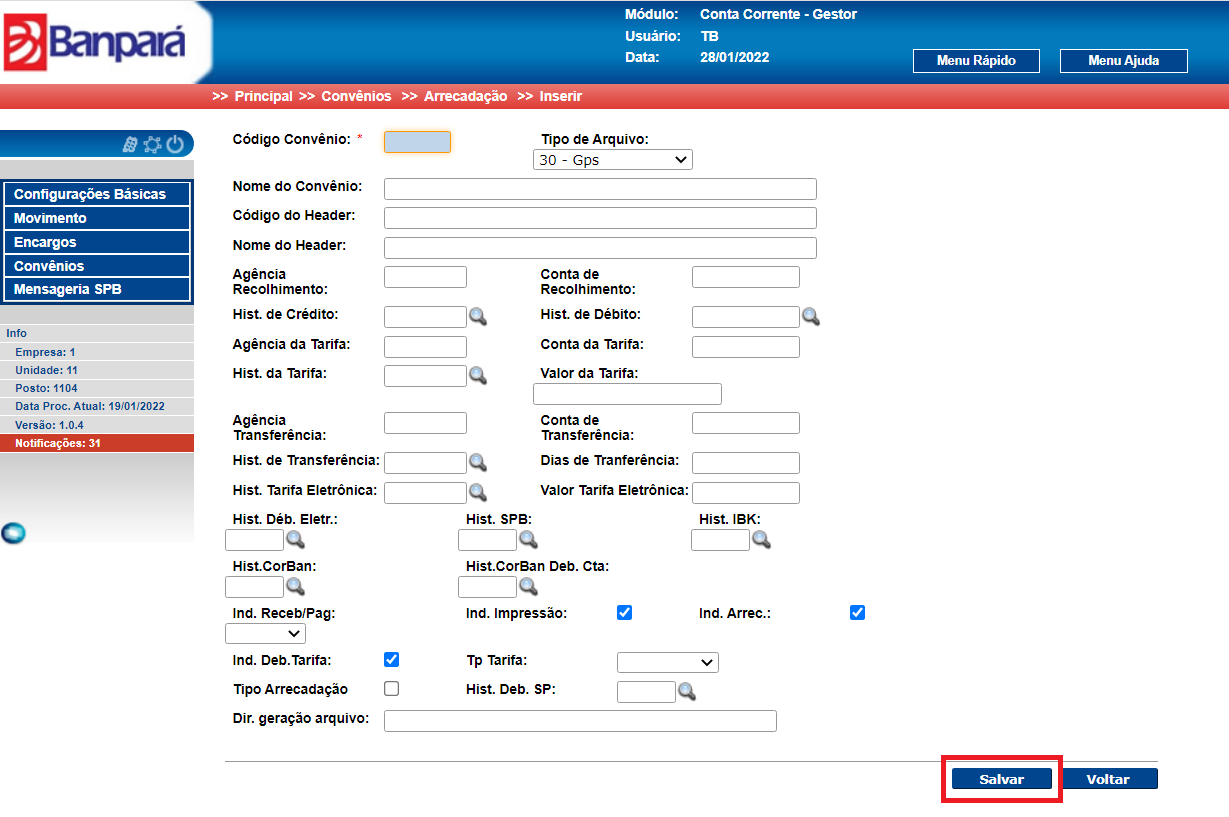 Banpará
Módulo: Conta Corrente - Gestor
Usuário: TB
Data: 28/01/2022
Menu Rápido Menu Ajuda
>> Principal >> Convênios >> Arrecadação >> Inserir
Configurações Básicas
Movimento
Encargos
Convênios
Mensageria SPB
Info
Empresa: 1
Unidade: 11
Posto: 1104
Data Proc. Atual: 19/01/2022
Versão: 1.0.4
Notificações: 31
Código Convênio: * Tipo de Arquivo:
30 - Gps
Nome do Convênio:
Código do Header:
Nome do Header:
Agência Recolhimento: Conta de Recolhimento:
Hist. de Crédito: Hist. de Débito:
Agência da Tarifa: Conta da Tarifa:
Hist. da Tarifa: Valor da Tarifa:
Agência Transferência: Conta de Transferência:
Hist. de Transferência: Dias de Tranferência:
Hist. Tarifa Eletrônica: Valor Tarifa Eletrônica:
Hist. Déb. Eletr.: Hist. SPB: Hist. IBK:
Hist.CorBan: Hist.CorBan Deb. Cta:
Ind. Receb/Pag: Ind. Impressão: Ind. Arrec.:
Ind. Deb.Tarifa: Tp Tarifa:
Tipo Arrecadação Hist. Deb. SP:
Dir. geração arquivo:
Salvar Voltar